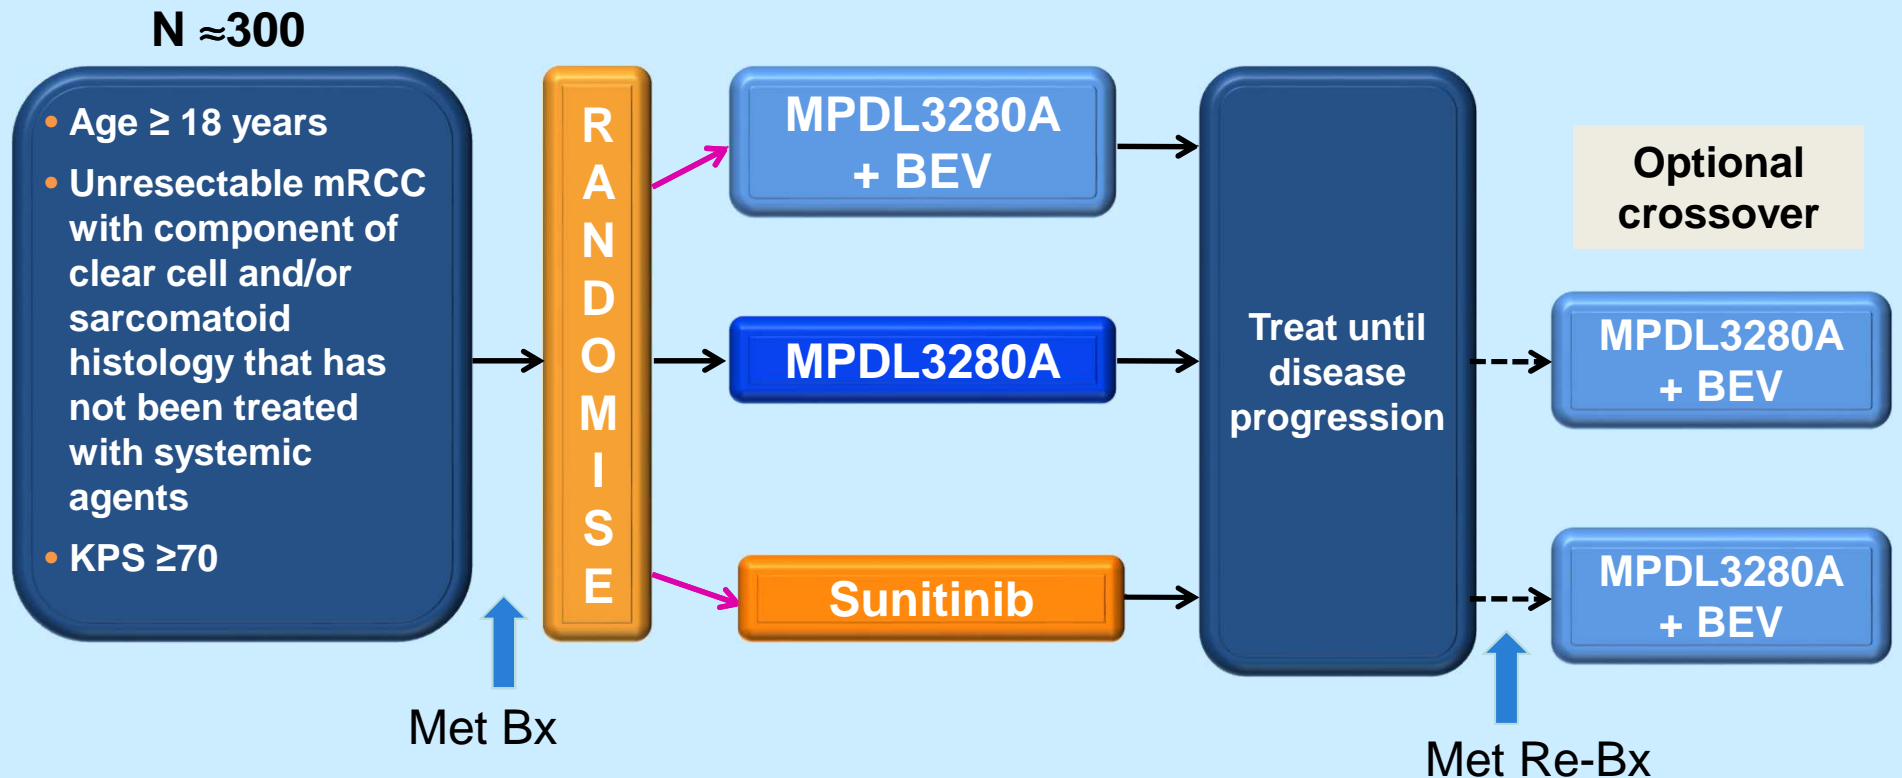 N ≈300
• Age ≥ 18 years
• Unresectable mRCC
with component of
clear cell and/or
sarcomatoid
histology that has
not been treated
with systemic
agents
• KPS ≥70
Met Bx
R
A
N
D
O
M
I
S
E
MPDL3280A
+ BEV
MPDL3280A
Sunitinib
Treat until
disease
progression
Met Re-Bx
Optional
crossover
MPDL3280A
+ BEV
MPDL3280A
+ BEV